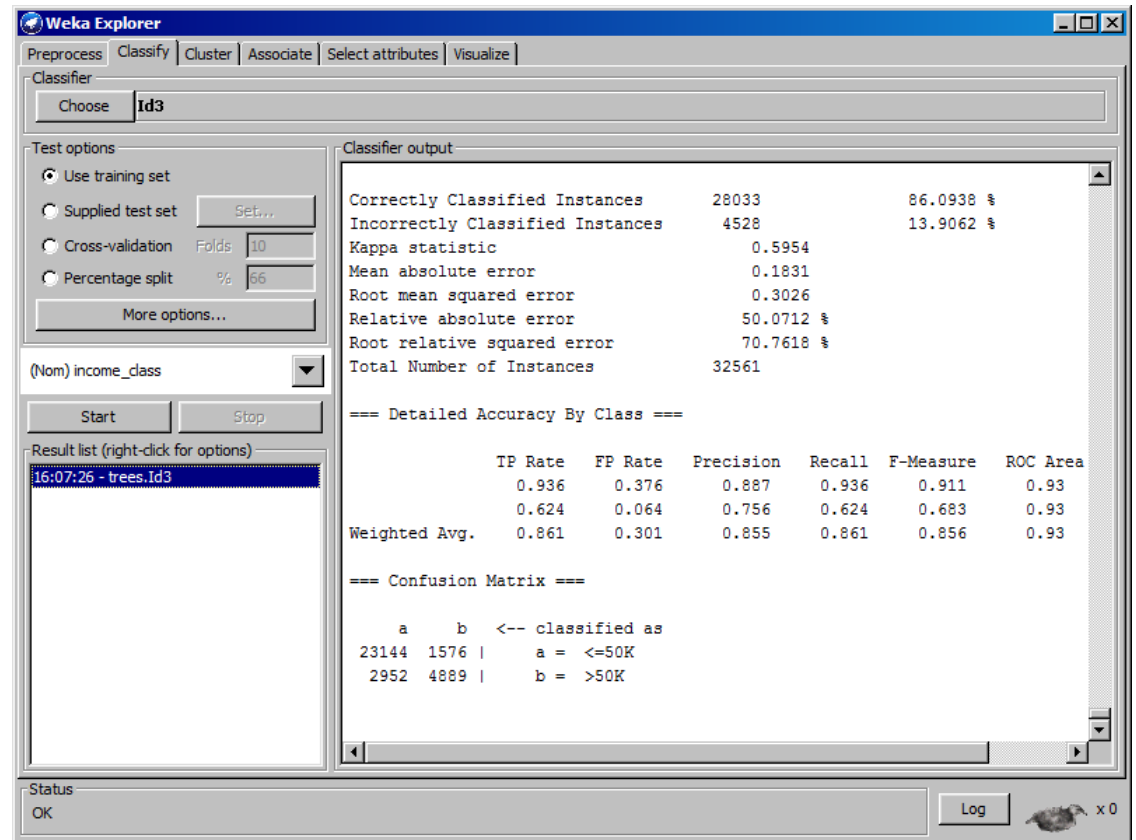 Weka Explorer
Preprocess Classify Cluster Associate Select attributes Visualize
Classifier
Choose Id3
Test options
Use training set
Supplied test set Set...
Cross-validation Folds 10
Percentage split % 66
More options...
(Nom) income_class
Start Stop
Result list (right-click for options)
16:07:26 - trees.Id3
Classifier output
Correctly Classified Instances 28033 86.0938 %
Incorrectly Classified Instances 4528 13.9062 %
Kappa statistic 0.5954
Mean absolute error 0.1831
Root mean squared error 0.3026
Relative absolute error 50.0712 %
Root relative squared error 70.7618 %
Total Number of Instances 32561
=== Detailed Accuracy By Class ===
TP Rate FP Rate Precision Recall F-Measure ROC Area
0.936 0.376 0.887 0.936 0.911 0.93
0.624 0.064 0.756 0.624 0.683 0.93
Weighted Avg. 0.861 0.301 0.855 0.861 0.856 0.93
=== Confusion Matrix ===
a b <-- classified as
23144 1576 | a = <=50K
2952 4889 | b = >50K
Status
OK
Log x 0